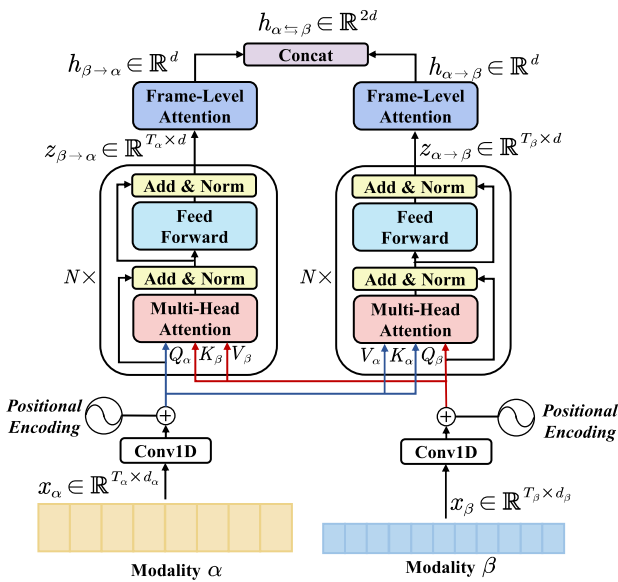 h_{α⇆β} ∈ ℝ^{2d}
Concat
h_{β→α} ∈ ℝ^{d}
h_{α→β} ∈ ℝ^{d}
Frame-Level
Attention
Frame-Level
Attention
z_{β→α} ∈ ℝ^{T_α×d}
z_{α→β} ∈ ℝ^{T_β×d}
Add & Norm
Feed
Forward
Add & Norm
Multi-Head
Attention
N×
Q_α K_β V_β
Add & Norm
Feed
Forward
Add & Norm
Multi-Head
Attention
N×
V_α K_α Q_β
Positional
Encoding
+
+
Positional
Encoding
Conv1D
Conv1D
x_α ∈ ℝ^{T_α×d_α}
x_β ∈ ℝ^{T_β×d_β}
Modality α
Modality β